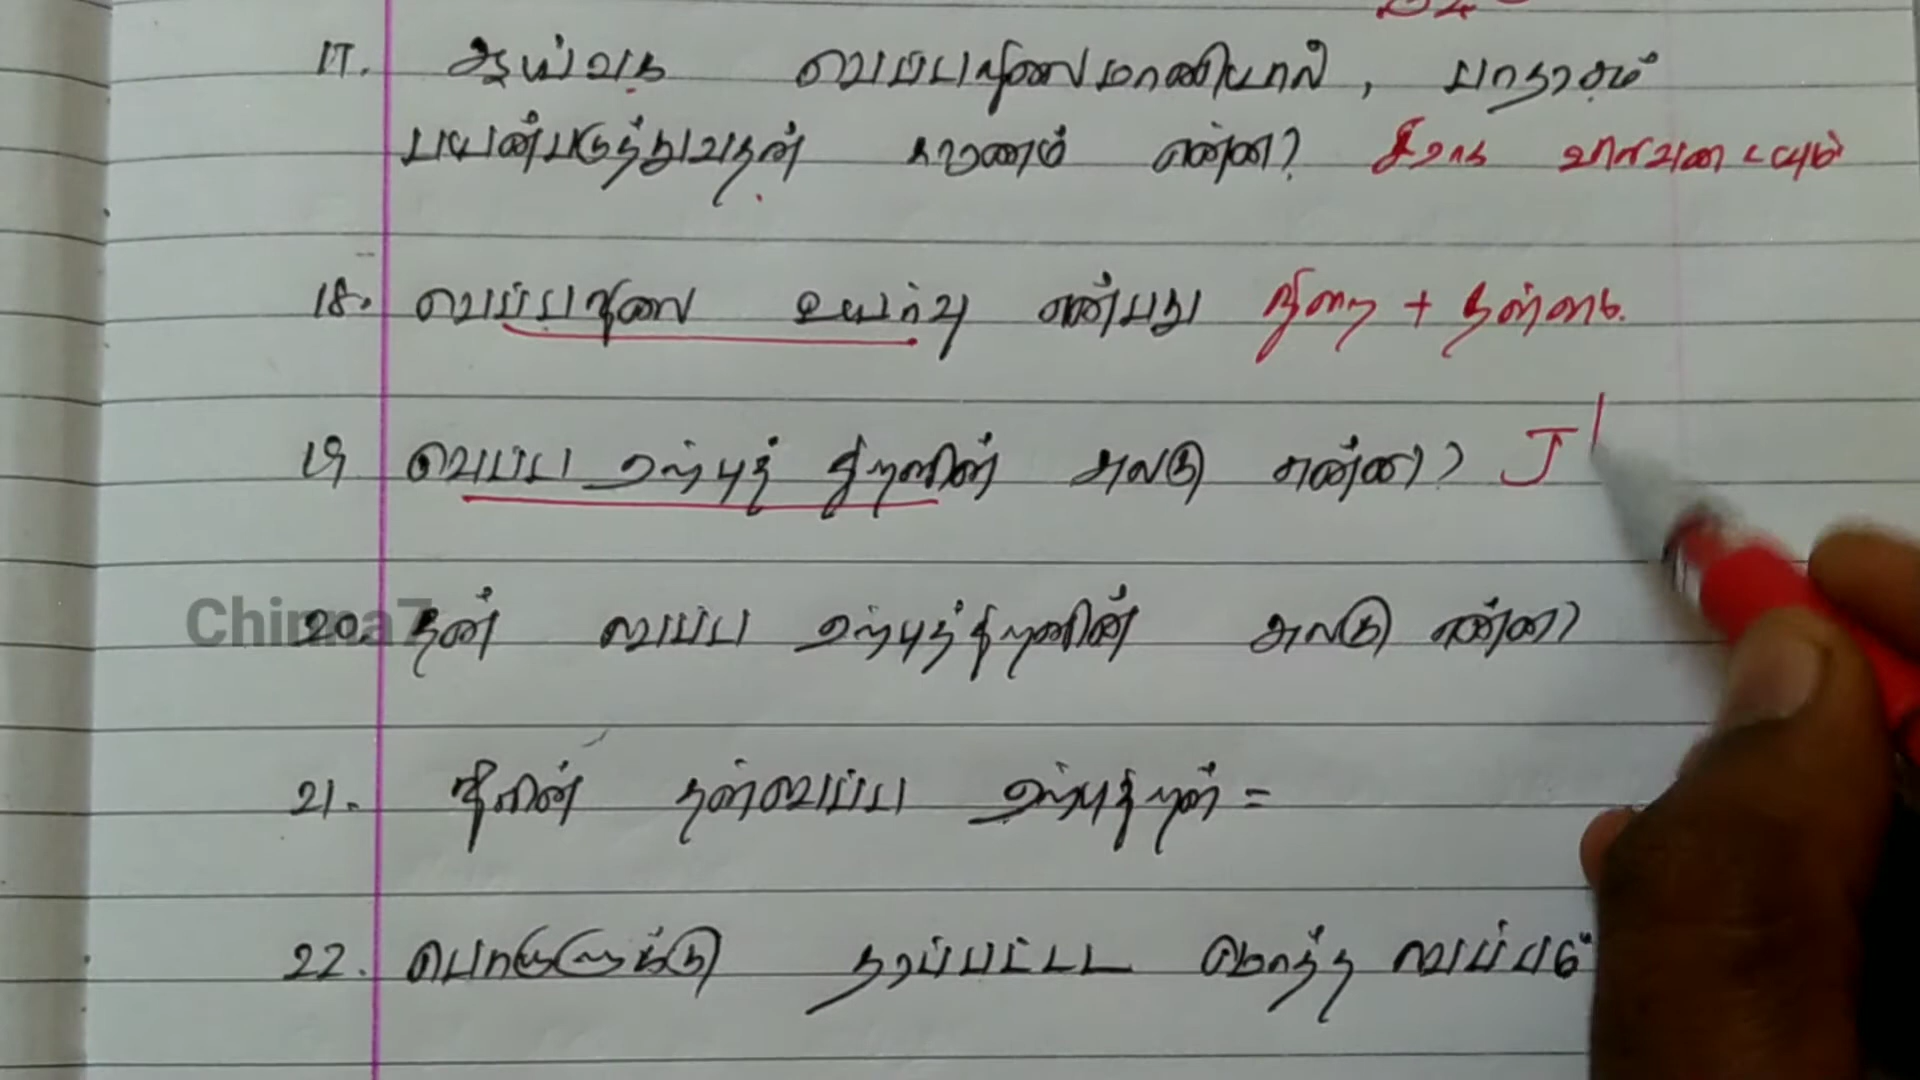 17. ஆய்வக வெப்பநிலைமானியால், பாதரசம்
பயன்படுத்துவதன் காரணம் என்ன? சீராக
18. வெப்பநிலை உயர்வு என்பது நிறை + தன்மை.
19 வெப்ப ஏற்புத் திறனின் அலகு என்ன? J
20. தன் வெப்ப ஏற்புத்திறனின் அலகு என்ன?
21. நீரின் தன்வெப்ப ஏற்புத்திறன் =
22. பொருளுக்கு தரப்பட்ட மொத்த வெப்பம்
Chinna7